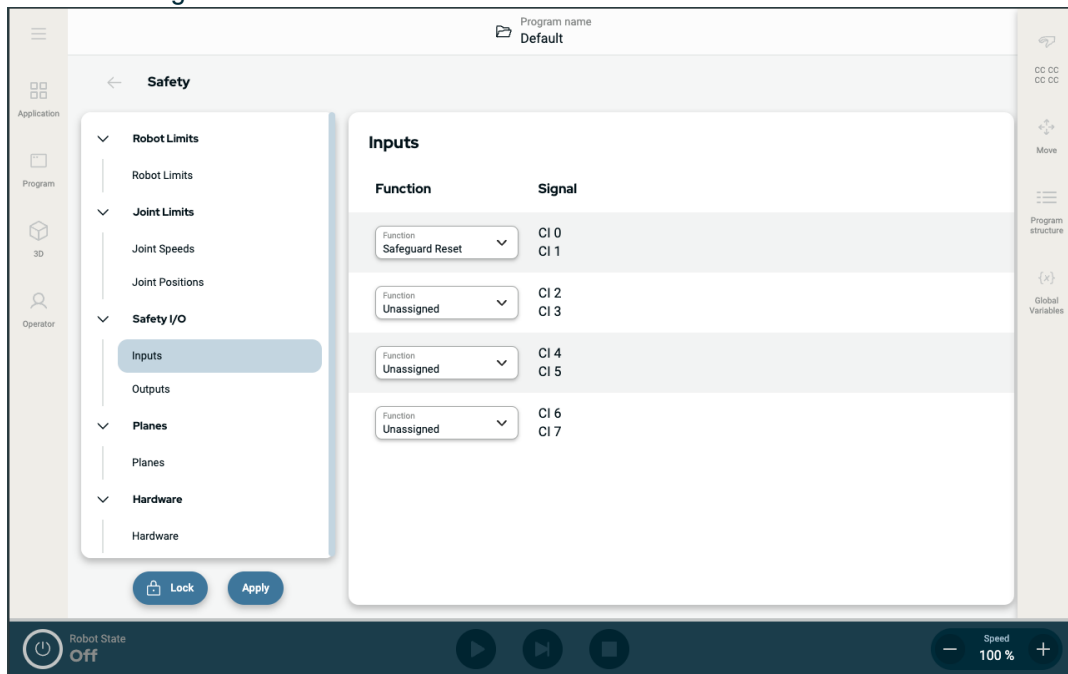 Program name
Default
Safety
Application
Program
3D
Operator
Robot Limits
Robot Limits
Joint Limits
Joint Speeds
Joint Positions
Safety I/O
Inputs
Outputs
Planes
Planes
Hardware
Hardware
Lock
Apply
Inputs
Function
Signal
Function
Safeguard Reset
CI 0
CI 1
Function
Unassigned
CI 2
CI 3
Function
Unassigned
CI 4
CI 5
Function
Unassigned
CI 6
CI 7
CC CC
CC CC
Move
Program
structure
{x}
Global
Variables
Robot State
Off
Speed
100 %